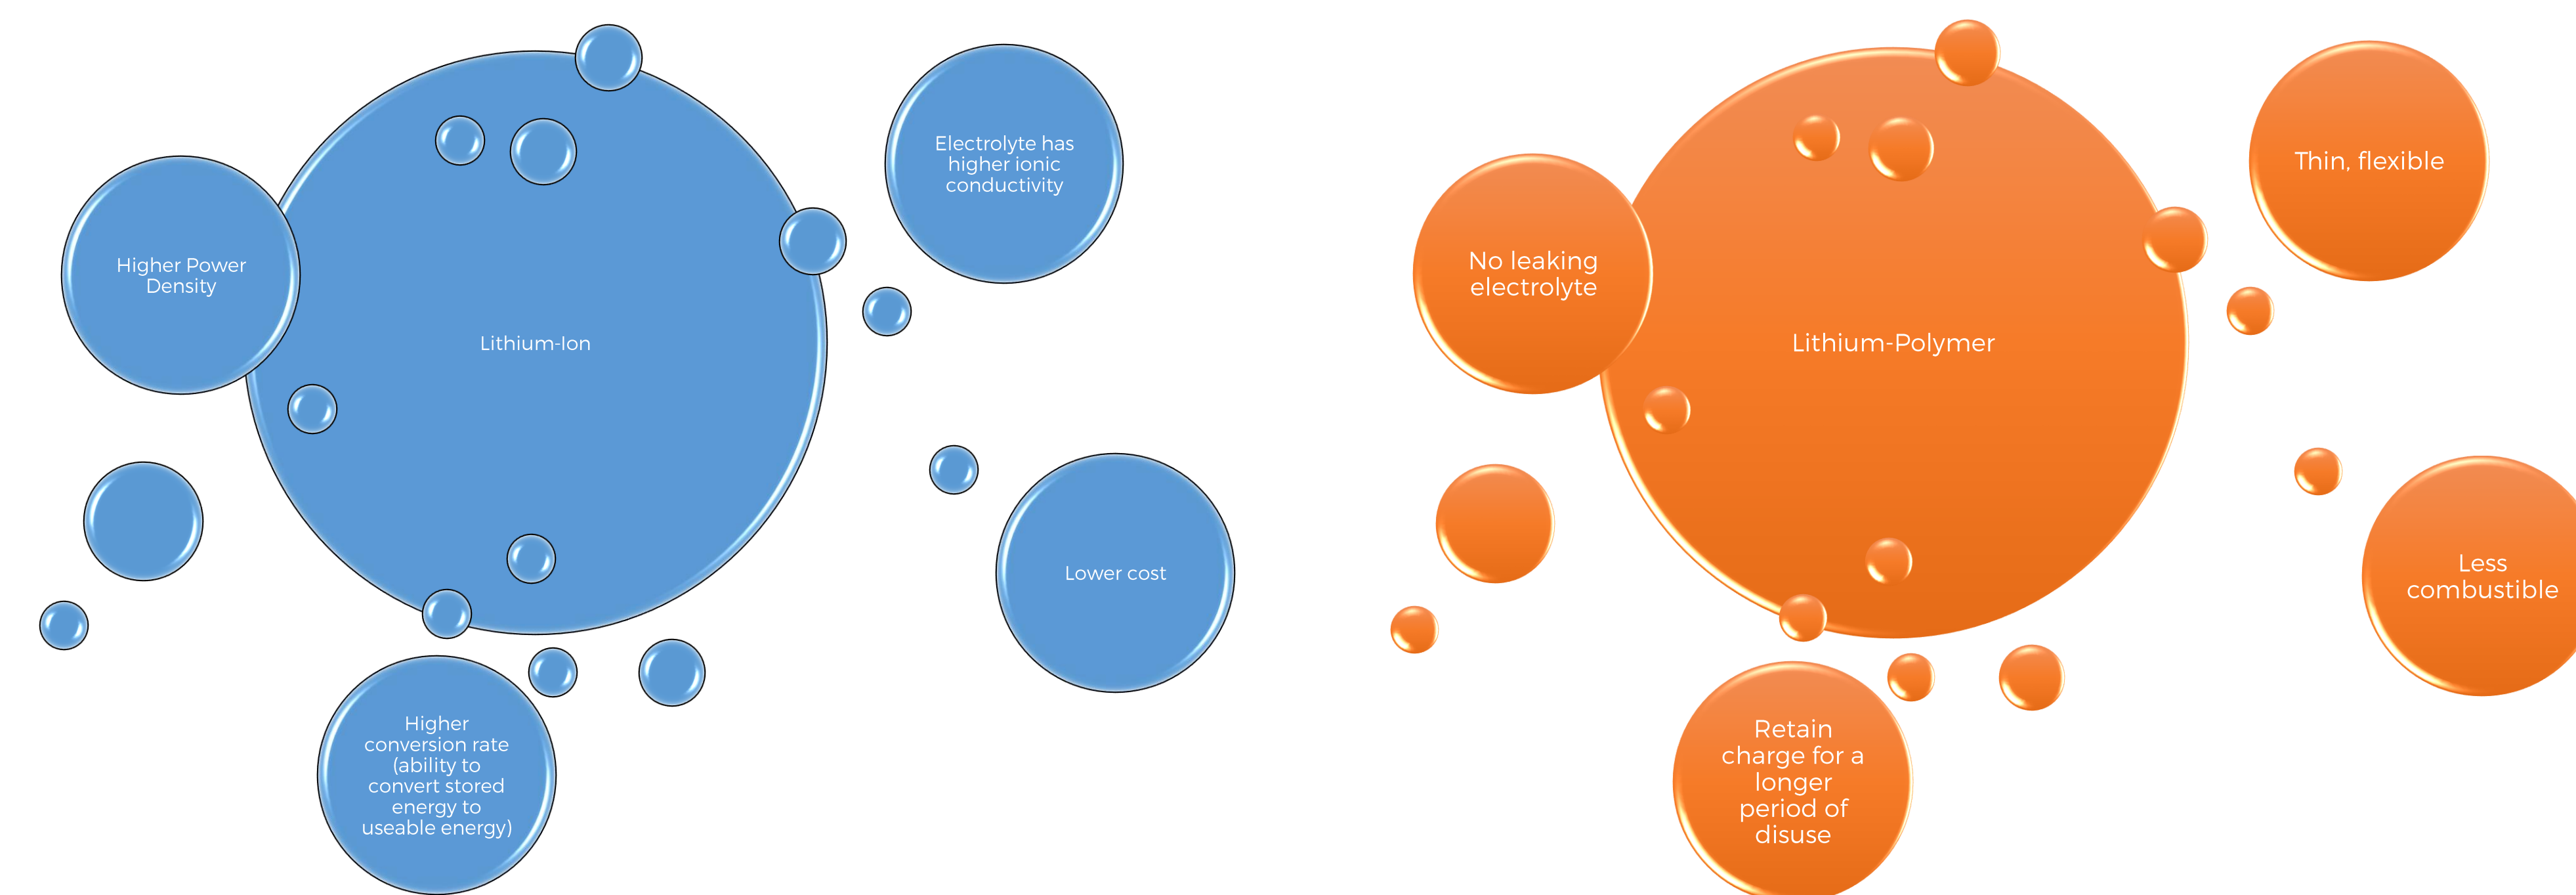 Lithium-Ion
Higher Power
Density
Electrolyte has
higher ionic
conductivity
Lower cost
Higher
conversion rate
(ability to
convert stored
energy to
useable energy)
Lithium-Polymer
No leaking
electrolyte
Thin, flexible
Less
combustible
Retain
charge for a
longer
period of
disuse